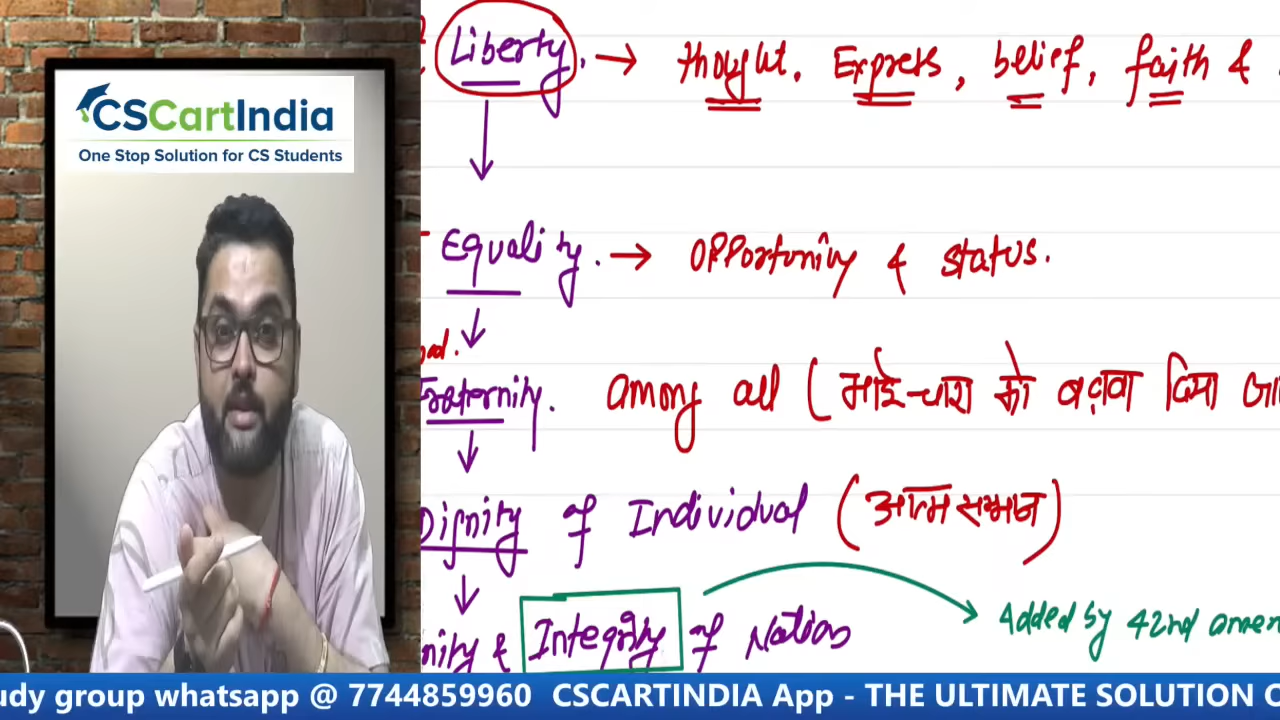 CSCartIndia
One Stop Solution for CS Students
Liberty. → thought, Express, belief, faith &
Equality. → Opportunity & status.
Fraternity. Among all (भाई-चारा को बढ़ावा दिया
Dignity of Individual (आत्म सम्मान)
& Integrity of Nation
Added by 42nd
udy group whatsapp @ 7744859960 CSCARTINDIA App - THE ULTIMATE SOLUTION